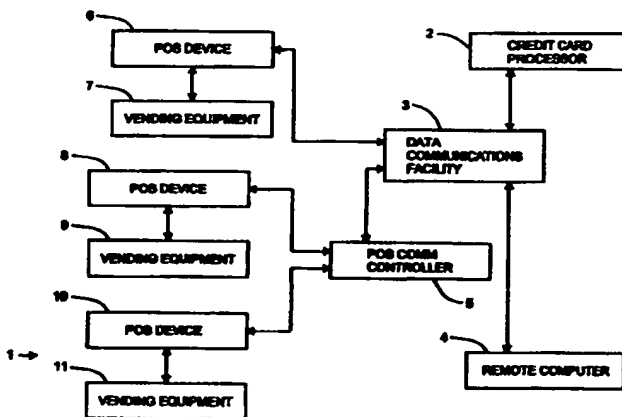 6
POS DEVICE
7
VENDING EQUIPMENT
8
POS DEVICE
9
VENDING EQUIPMENT
10
POS DEVICE
1
11
VENDING EQUIPMENT
2
CREDIT CARD
PROCESSOR
3
DATA
COMMUNICATIONS
FACILITY
POS COMM
CONTROLLER
5
4
REMOTE COMPUTER